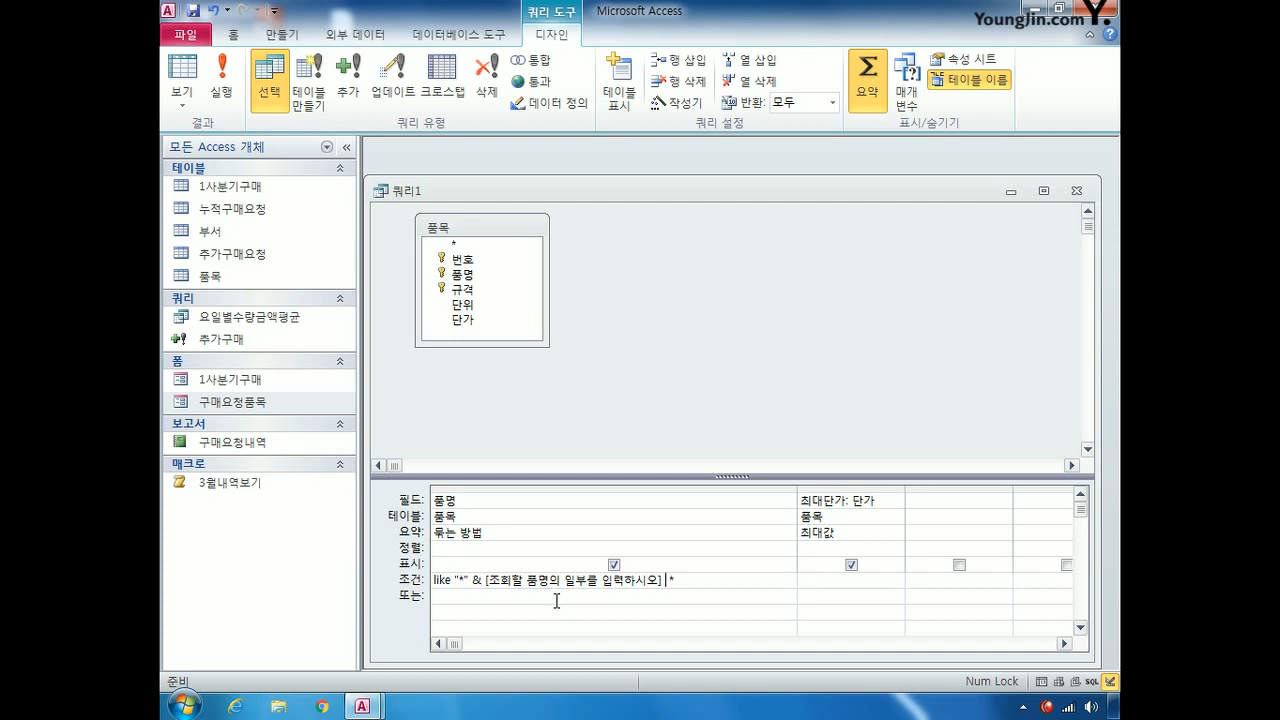 쿼리 도구
Microsoft Access
YoungJin.com Y.
파일
홈
만들기
외부 데이터
데이터베이스 도구
디자인
보기
실행
선택
테이블
만들기
추가
업데이트
크로스탭
삭제
통합
통과
데이터 정의
테이블
표시
행 삽입
행 삭제
작성기
열 삽입
열 삭제
반환: 모두
요약
매개
변수
속성 시트
테이블 이름
결과
쿼리 유형
쿼리 설정
표시/숨기기
모든 Access 개체
테이블
1사분기구매
누적구매요청
부서
추가구매요청
품목
쿼리
요일별수량금액평균
추가구매
폼
1사분기구매
구매요청품목
보고서
구매요청내역
매크로
3월내역보기
쿼리1
품목
*
번호
품명
규격
단위
단가
필드: 품명 최대단가: 단가
테이블: 품목 품목
요약: 묶는 방법 최대값
정렬:
표시:
조건: like "*" & [조회할 품명의 일부를 입력하시오] *
또는:
준비
Num Lock
SQL